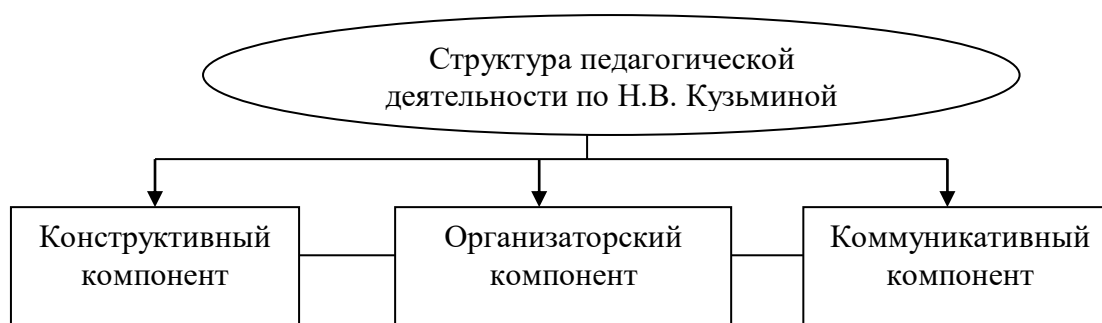 Структура педагогической
деятельности по Н.В. Кузьминой
Конструктивный
компонент
Организаторский
компонент
Коммуникативный
компонент